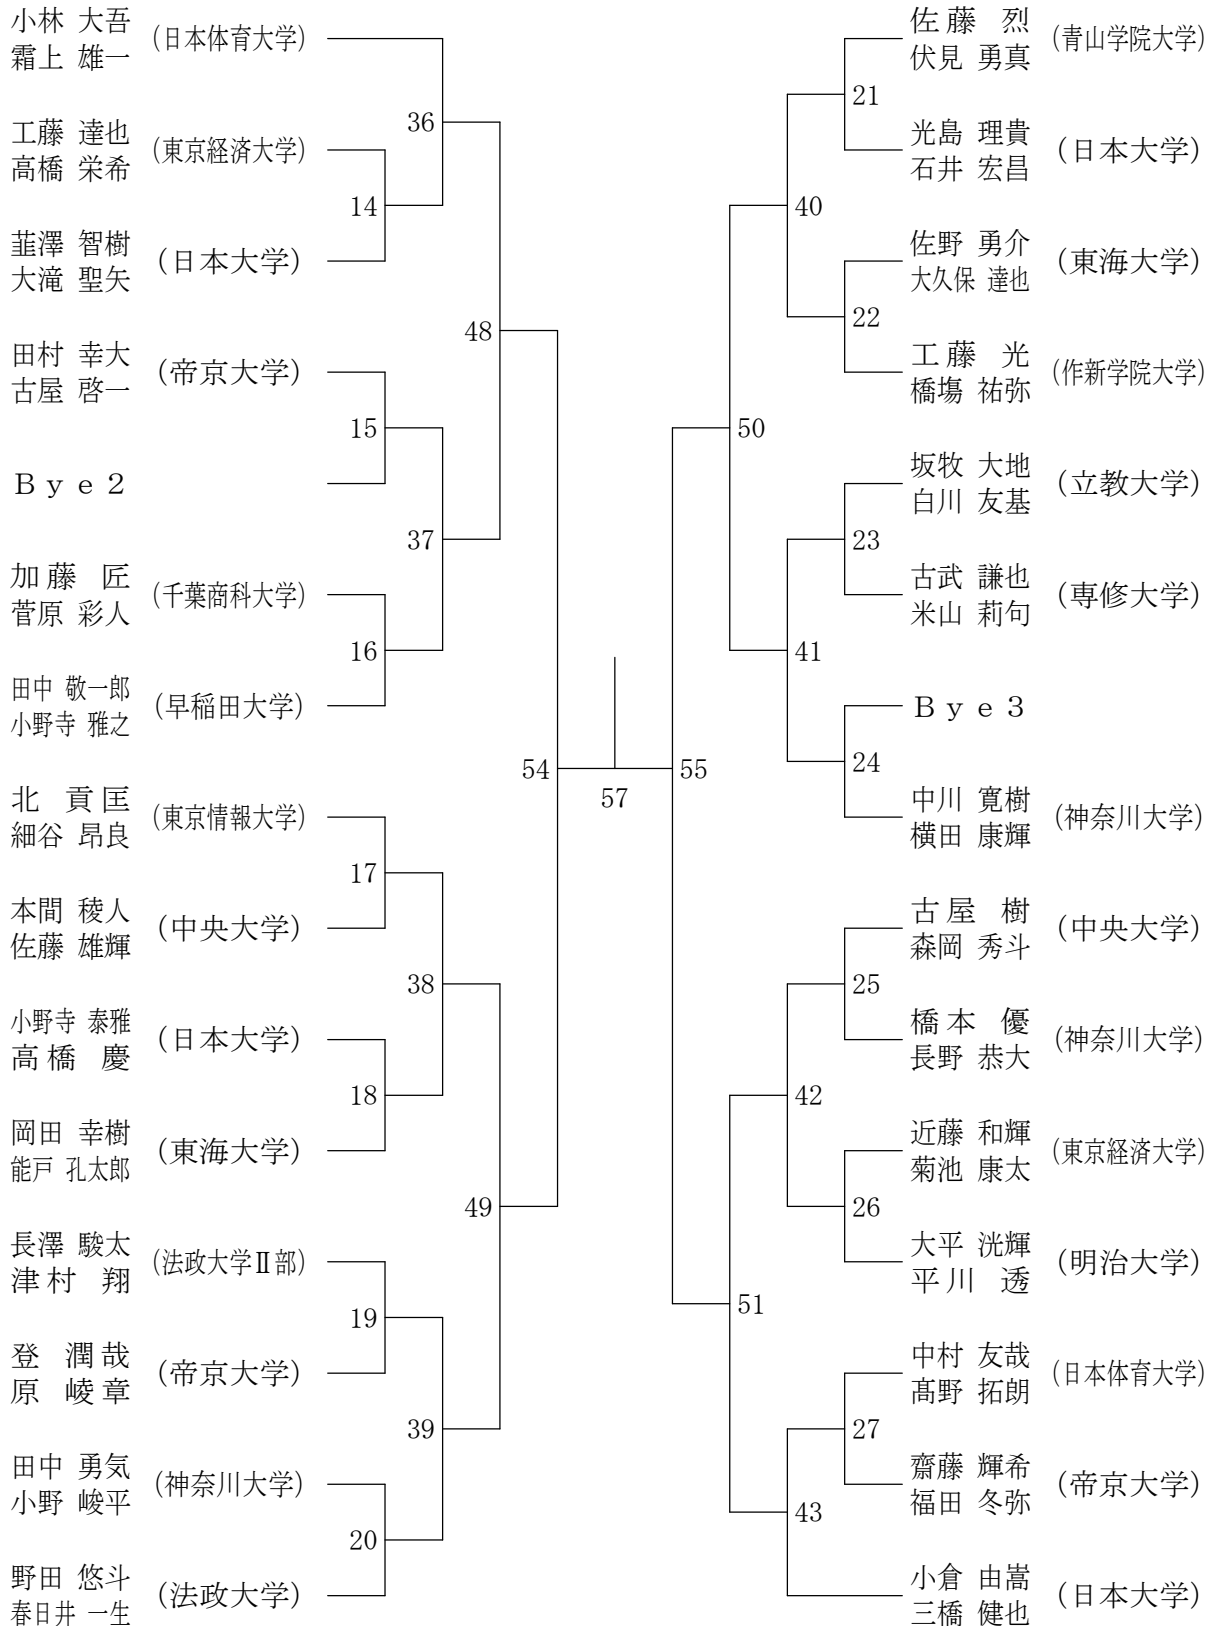 小林 大吾
霜上 雄一
(日本体育大学)
工藤 達也
高橋 栄希
(東京経済大学)
韮澤 智樹
大滝 聖矢
(日本大学)
田村 幸大
古屋 啓一
(帝京大学)
Ｂｙｅ２
加藤 匠
菅原 彩人
(千葉商科大学)
田中 敬一郎
小野寺 雅之
(早稲田大学)
北 貢匡
細谷 昂良
(東京情報大学)
本間 稜人
佐藤 雄輝
(中央大学)
小野寺 泰雅
高橋 慶
(日本大学)
岡田 幸樹
能戸 孔太郎
(東海大学)
長澤 駿太
津村 翔
(法政大学Ⅱ部)
登 潤哉
原 崚章
(帝京大学)
田中 勇気
小野 峻平
(神奈川大学)
野田 悠斗
春日井 一生
(法政大学)
36
14
48
15
37
16
54
17
38
18
49
19
39
20
57
55
21
40
22
50
23
41
24
25
42
26
51
27
43
佐藤 烈
伏見 勇真
(青山学院大学)
光島 理貴
石井 宏昌
(日本大学)
佐野 勇介
大久保 達也
(東海大学)
工藤 光
橋塲 祐弥
(作新学院大学)
坂牧 大地
白川 友基
(立教大学)
古武 謙也
米山 莉句
(専修大学)
Ｂｙｅ３
中川 寛樹
横田 康輝
(神奈川大学)
古屋 樹
森岡 秀斗
(中央大学)
橋本 優
長野 恭大
(神奈川大学)
近藤 和輝
菊池 康太
(東京経済大学)
大平 洸輝
平川 透
(明治大学)
中村 友哉
髙野 拓朗
(日本体育大学)
齋藤 輝希
福田 冬弥
(帝京大学)
小倉 由嵩
三橋 健也
(日本大学)